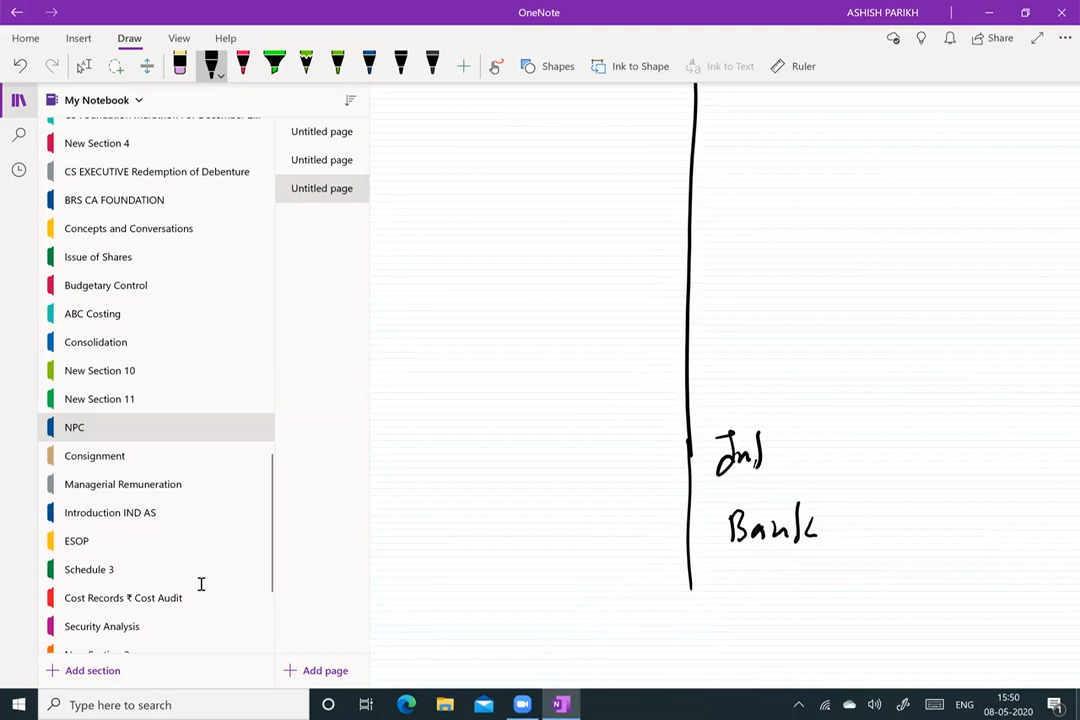 OneNote
ASHISH PARIKH
Home
Insert
Draw
View
Help
Share
Shapes
Ink to Shape
Ink to Text
Ruler
My Notebook
New Section 4
CS EXECUTIVE Redemption of Debenture
BRS CA FOUNDATION
Concepts and Conversations
Issue of Shares
Budgetary Control
ABC Costing
Consolidation
New Section 10
New Section 11
NPC
Consignment
Managerial Remuneration
Introduction IND AS
ESOP
Schedule 3
Cost Records ₹ Cost Audit
Security Analysis
Add section
Untitled page
Untitled page
Untitled page
Add page
Bank
Type here to search
ENG
15:50
08-05-2020
1